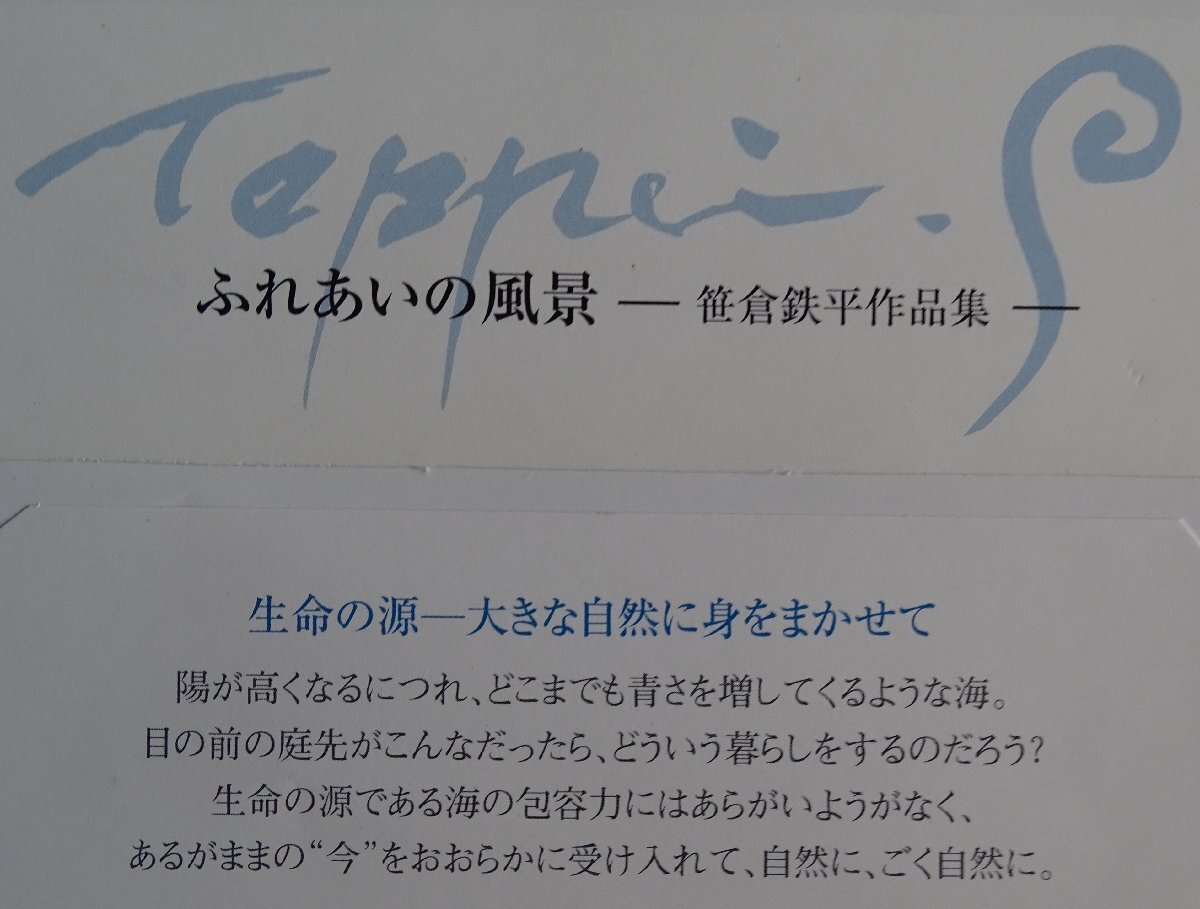 Teppei.S
ふれあいの風景 ― 笹倉鉄平作品集 ―
生命の源―大きな自然に身をまかせて
陽が高くなるにつれ、どこまでも青さを増してくるような海。
目の前の庭先がこんなだったら、どういう暮らしをするのだろう?
生命の源である海の包容力にはあらがいようがなく、
あるがままの“今”をおおらかに受け入れて、自然に、ごく自然に。